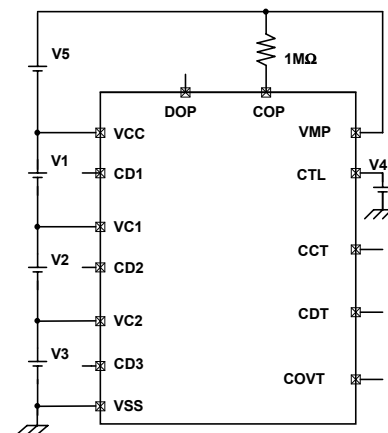 V5
1MΩ
DOP
COP
VCC
VMP
V1
CD1
CTL
V4
VC1
V2
CD2
CCT
VC2
CDT
V3
CD3
COVT
VSS